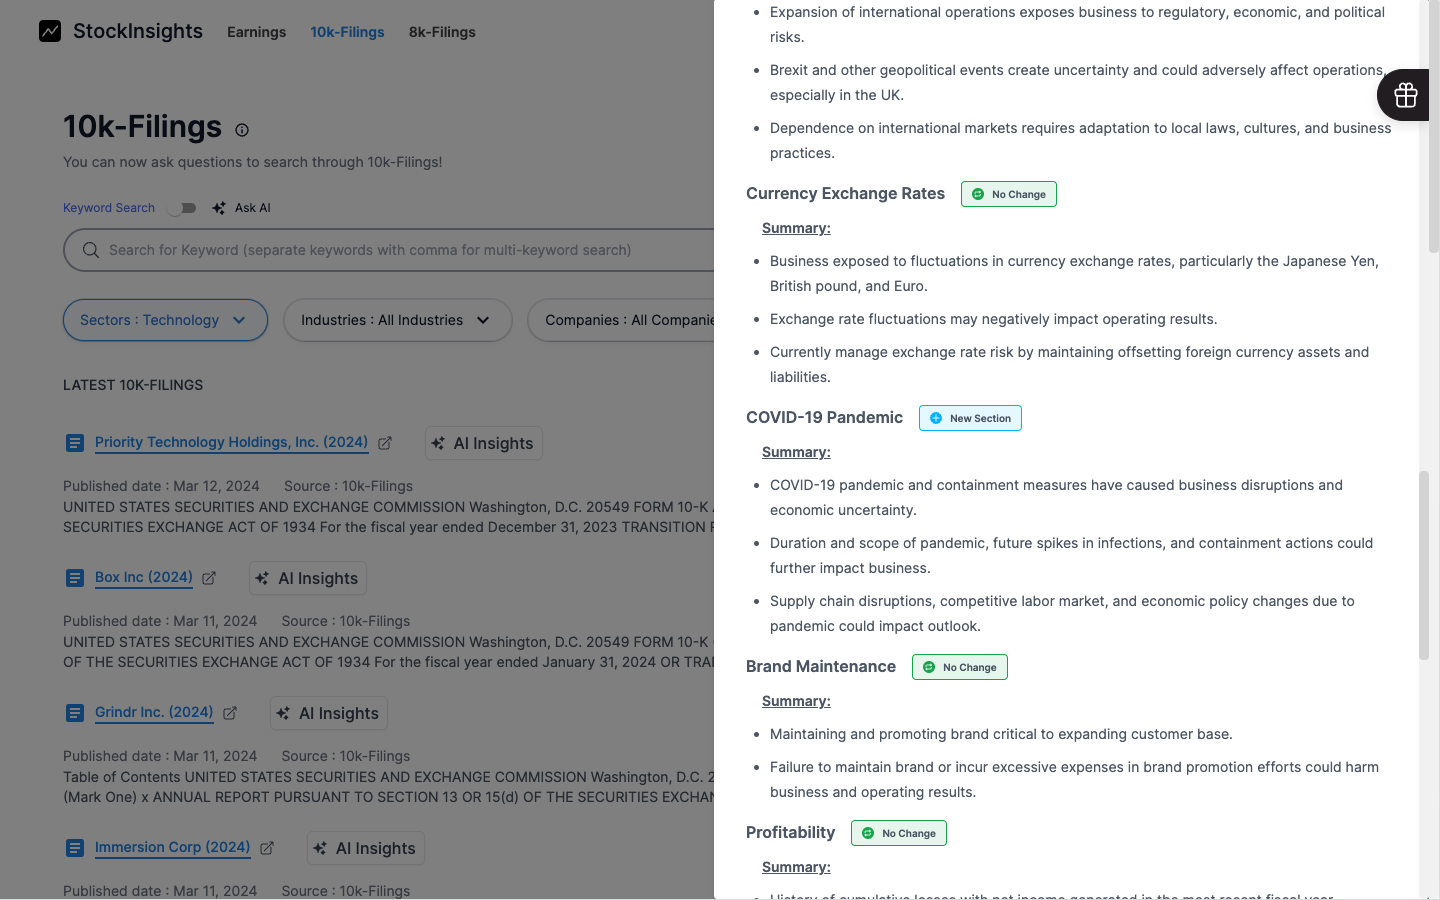 StockInsights
Earnings
10k-Filings
8k-Filings
10k-Filings
You can now ask questions to search through 10k-Filings!
Keyword Search
Ask AI
Search for Keyword (separate keywords with comma for multi-keyword search)
Sectors : Technology
Industries : All Industries
Companies : All Companie
LATEST 10K-FILINGS
Priority Technology Holdings, Inc. (2024)
AI Insights
Published date : Mar 12, 2024
Source : 10k-Filings
UNITED STATES SECURITIES AND EXCHANGE COMMISSION Washington, D.C. 20549 FORM 10-K
SECURITIES EXCHANGE ACT OF 1934 For the fiscal year ended December 31, 2023 TRANSITION
Box Inc (2024)
AI Insights
Published date : Mar 11, 2024
Source : 10k-Filings
UNITED STATES SECURITIES AND EXCHANGE COMMISSION Washington, D.C. 20549 FORM 10-K
OF THE SECURITIES EXCHANGE ACT OF 1934 For the fiscal year ended January 31, 2024 OR TRA
Grindr Inc. (2024)
AI Insights
Published date : Mar 11, 2024
Source : 10k-Filings
Table of Contents UNITED STATES SECURITIES AND EXCHANGE COMMISSION Washington, D.C. 2
(Mark One) x ANNUAL REPORT PURSUANT TO SECTION 13 OR 15(d) OF THE SECURITIES EXCHAN
Immersion Corp (2024)
AI Insights
Published date : Mar 11, 2024
Source : 10k-Filings
Expansion of international operations exposes business to regulatory, economic, and political
risks.
Brexit and other geopolitical events create uncertainty and could adversely affect operations,
especially in the UK.
Dependence on international markets requires adaptation to local laws, cultures, and business
practices.
Currency Exchange Rates
No Change
Summary:
Business exposed to fluctuations in currency exchange rates, particularly the Japanese Yen,
British pound, and Euro.
Exchange rate fluctuations may negatively impact operating results.
Currently manage exchange rate risk by maintaining offsetting foreign currency assets and
liabilities.
COVID-19 Pandemic
New Section
Summary:
COVID-19 pandemic and containment measures have caused business disruptions and
economic uncertainty.
Duration and scope of pandemic, future spikes in infections, and containment actions could
further impact business.
Supply chain disruptions, competitive labor market, and economic policy changes due to
pandemic could impact outlook.
Brand Maintenance
No Change
Summary:
Maintaining and promoting brand critical to expanding customer base.
Failure to maintain brand or incur excessive expenses in brand promotion efforts could harm
business and operating results.
Profitability
No Change
Summary:
History of cumulative losses with net income generated in the most recent fiscal year.